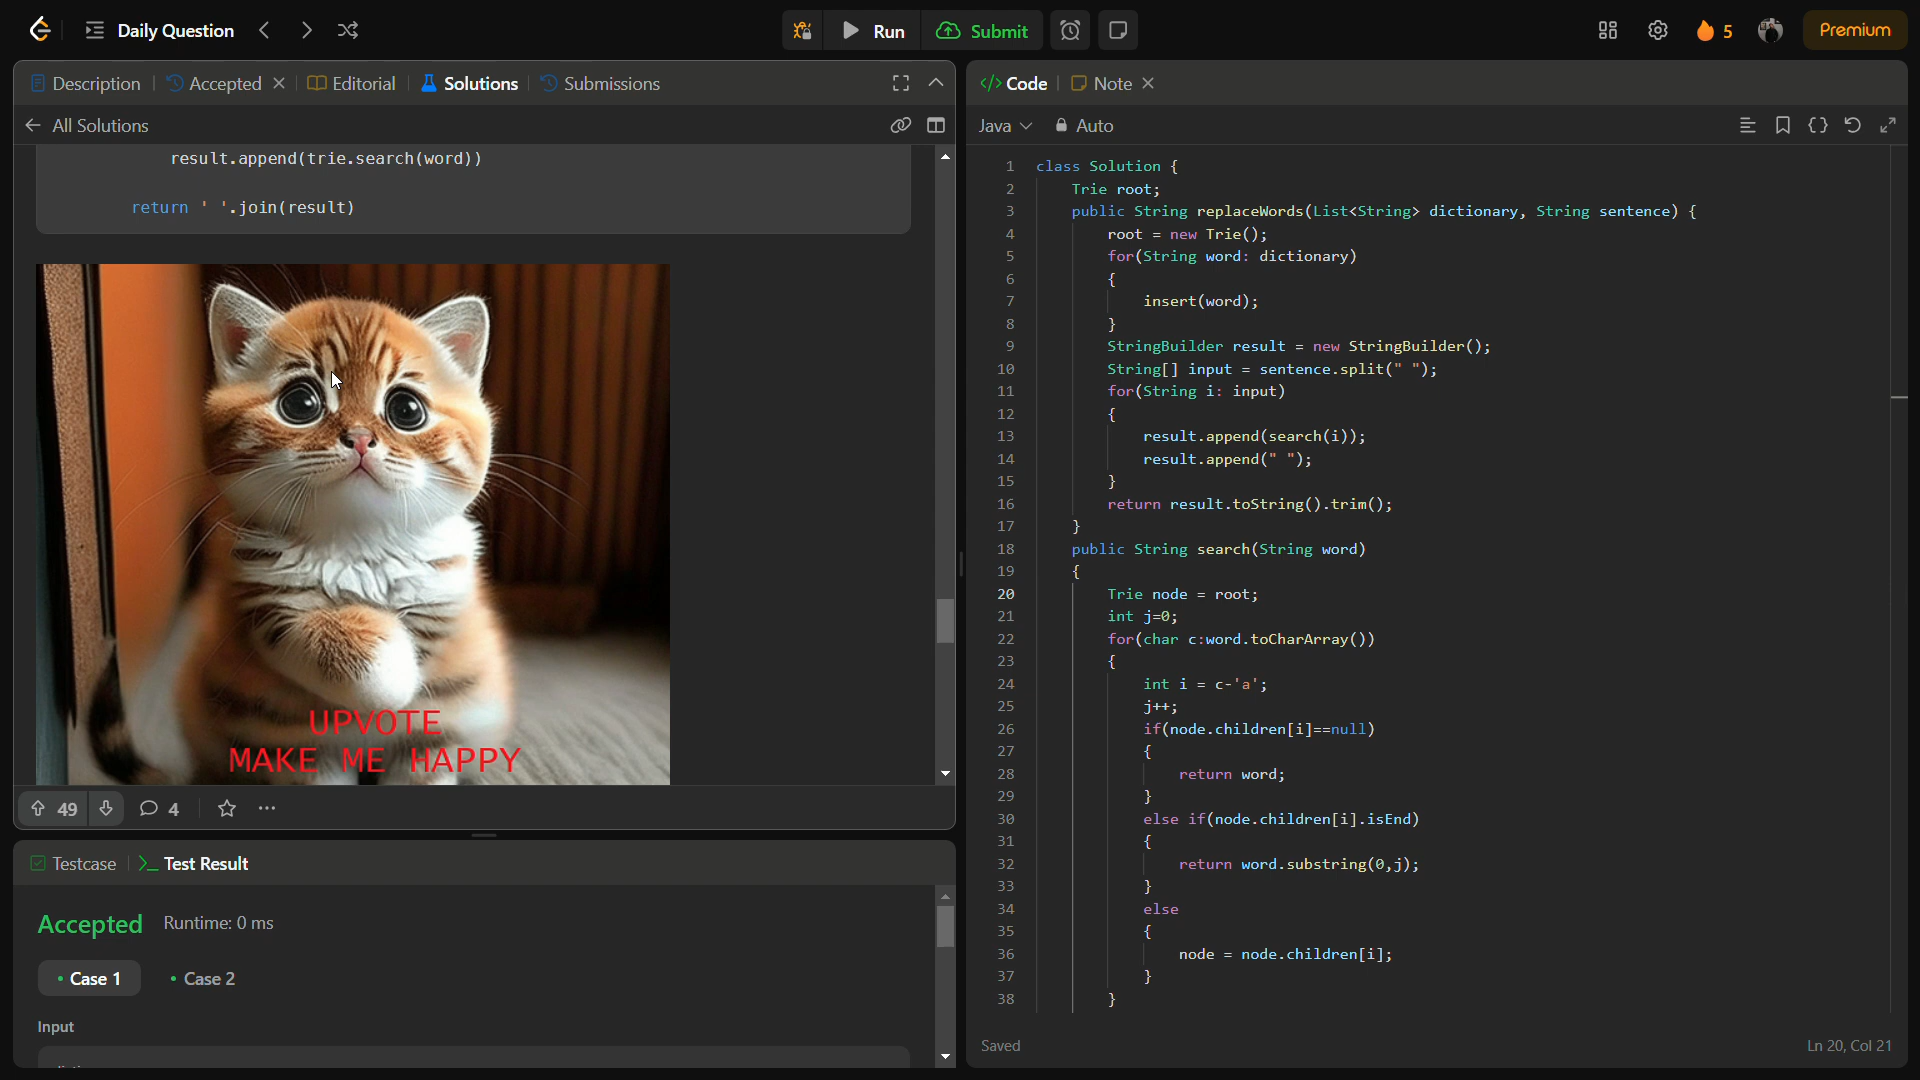 Daily Question
Run
Submit
5
Premium
Description
Accepted
Editorial
Solutions
Submissions
All Solutions
result.append(trie.search(word))
return ' '.join(result)
UPVOTE
MAKE ME HAPPY
49
4
Testcase
Test Result
Accepted
Runtime: 0 ms
Case 1
Case 2
Input
Code
Note
Java
Auto
1 class Solution {
2 Trie root;
3 public String replaceWords(List<String> dictionary, String sentence) {
4 root = new Trie();
5 for(String word: dictionary)
6 {
7 insert(word);
8 }
9 StringBuilder result = new StringBuilder();
10 String[] input = sentence.split(" ");
11 for(String i: input)
12 {
13 result.append(search(i));
14 result.append(" ");
15 }
16 return result.toString().trim();
17 }
18 public String search(String word)
19 {
20 Trie node = root;
21 int j=0;
22 for(char c:word.toCharArray())
23 {
24 int i = c-'a';
25 j++;
26 if(node.children[i]==null)
27 {
28 return word;
29 }
30 else if(node.children[i].isEnd)
31 {
32 return word.substring(0,j);
33 }
34 else
35 {
36 node = node.children[i];
37 }
38 }
Saved
Ln 20, Col 21